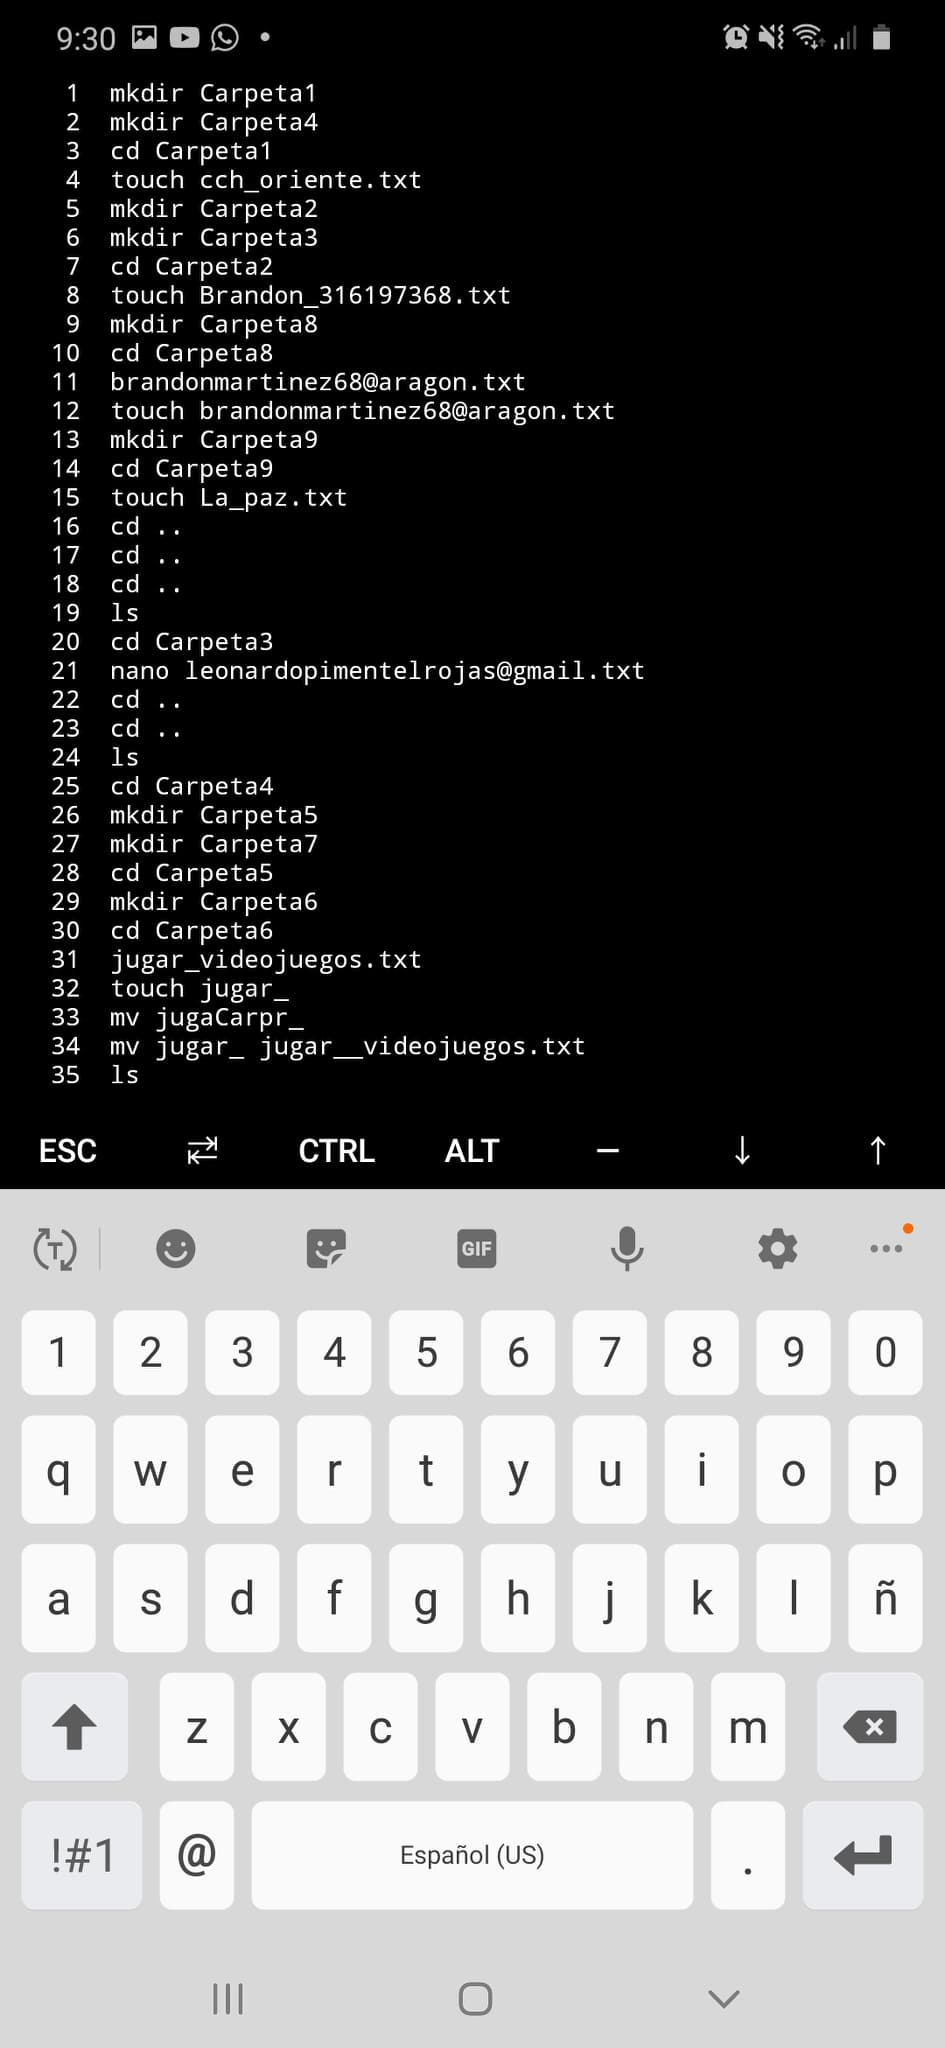 9:30
1 mkdir Carpeta1
2 mkdir Carpeta4
3 cd Carpeta1
4 touch cch_oriente.txt
5 mkdir Carpeta2
6 mkdir Carpeta3
7 cd Carpeta2
8 touch Brandon_316197368.txt
9 mkdir Carpeta8
10 cd Carpeta8
11 brandonmartinez68@aragon.txt
12 touch brandonmartinez68@aragon.txt
13 mkdir Carpeta9
14 cd Carpeta9
15 touch La_paz.txt
16 cd ..
17 cd ..
18 cd ..
19 ls
20 cd Carpeta3
21 nano leonardopimentelrojas@gmail.txt
22 cd ..
23 cd ..
24 ls
25 cd Carpeta4
26 mkdir Carpeta5
27 mkdir Carpeta7
28 cd Carpeta5
29 mkdir Carpeta6
30 cd Carpeta6
31 jugar_videojuegos.txt
32 touch jugar_
33 mv jugaCarpr_
34 mv jugar_ jugar__videojuegos.txt
35 ls
ESC ⇄ CTRL ALT – ↓ ↑
T GIF ...
1 2 3 4 5 6 7 8 9 0
q w e r t y u i o p
a s d f g h j k l ñ
z x c v b n m
!#1 @ Español (US) .